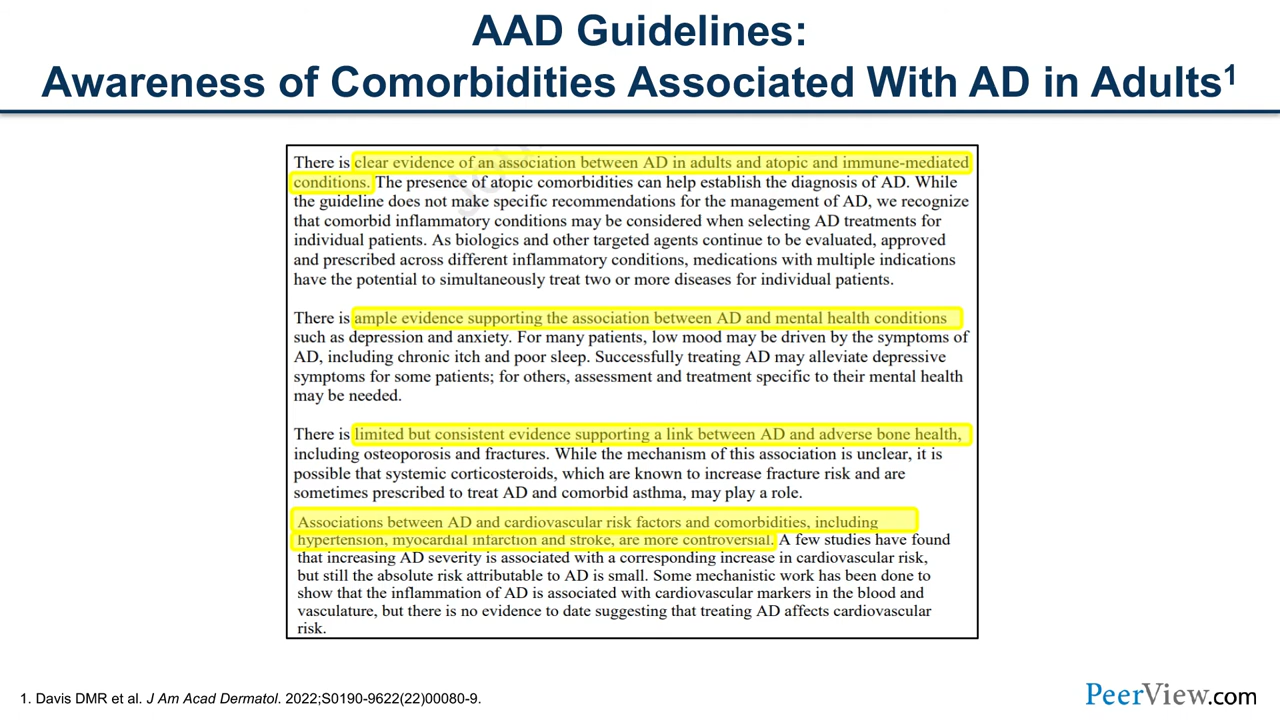 AAD Guidelines:
Awareness of Comorbidities Associated With AD in Adults1
There is clear evidence of an association between AD in adults and atopic and immune-mediated
conditions. The presence of atopic comorbidities can help establish the diagnosis of AD. While
the guideline does not make specific recommendations for the management of AD, we recognize
that comorbid inflammatory conditions may be considered when selecting AD treatments for
individual patients. As biologics and other targeted agents continue to be evaluated, approved
and prescribed across different inflammatory conditions, medications with multiple indications
have the potential to simultaneously treat two or more diseases for individual patients.
There is ample evidence supporting the association between AD and mental health conditions
such as depression and anxiety. For many patients, low mood may be driven by the symptoms of
AD, including chronic itch and poor sleep. Successfully treating AD may alleviate depressive
symptoms for some patients; for others, assessment and treatment specific to their mental health
may be needed.
There is limited but consistent evidence supporting a link between AD and adverse bone health,
including osteoporosis and fractures. While the mechanism of this association is unclear, it is
possible that systemic corticosteroids, which are known to increase fracture risk and are
sometimes prescribed to treat AD and comorbid asthma, may play a role.
Associations between AD and cardiovascular risk factors and comorbidities, including
hypertension, myocardial infarction and stroke, are more controversial. A few studies have found
that increasing AD severity is associated with a corresponding increase in cardiovascular risk,
but still the absolute risk attributable to AD is small. Some mechanistic work has been done to
show that the inflammation of AD is associated with cardiovascular markers in the blood and
vasculature, but there is no evidence to date suggesting that treating AD affects cardiovascular
risk.
1. Davis DMR et al. J Am Acad Dermatol. 2022;S0190-9622(22)00080-9.
PeerView.com